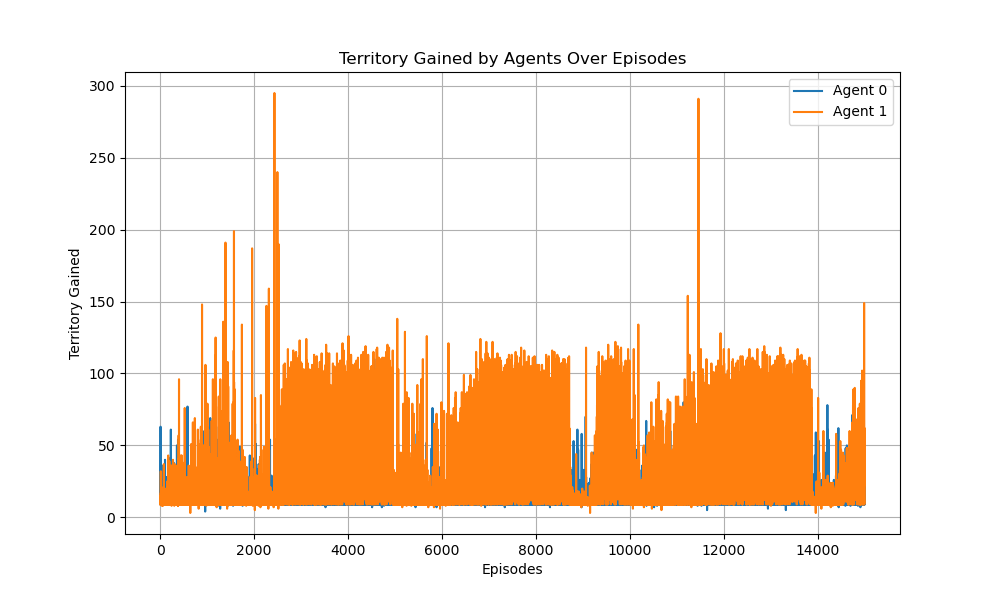 Territory Gained by Agents Over Episodes
Agent 0
Agent 1
Territory Gained
300
250
200
150
100
50
0
0 2000 4000 6000 8000 10000 12000 14000
Episodes